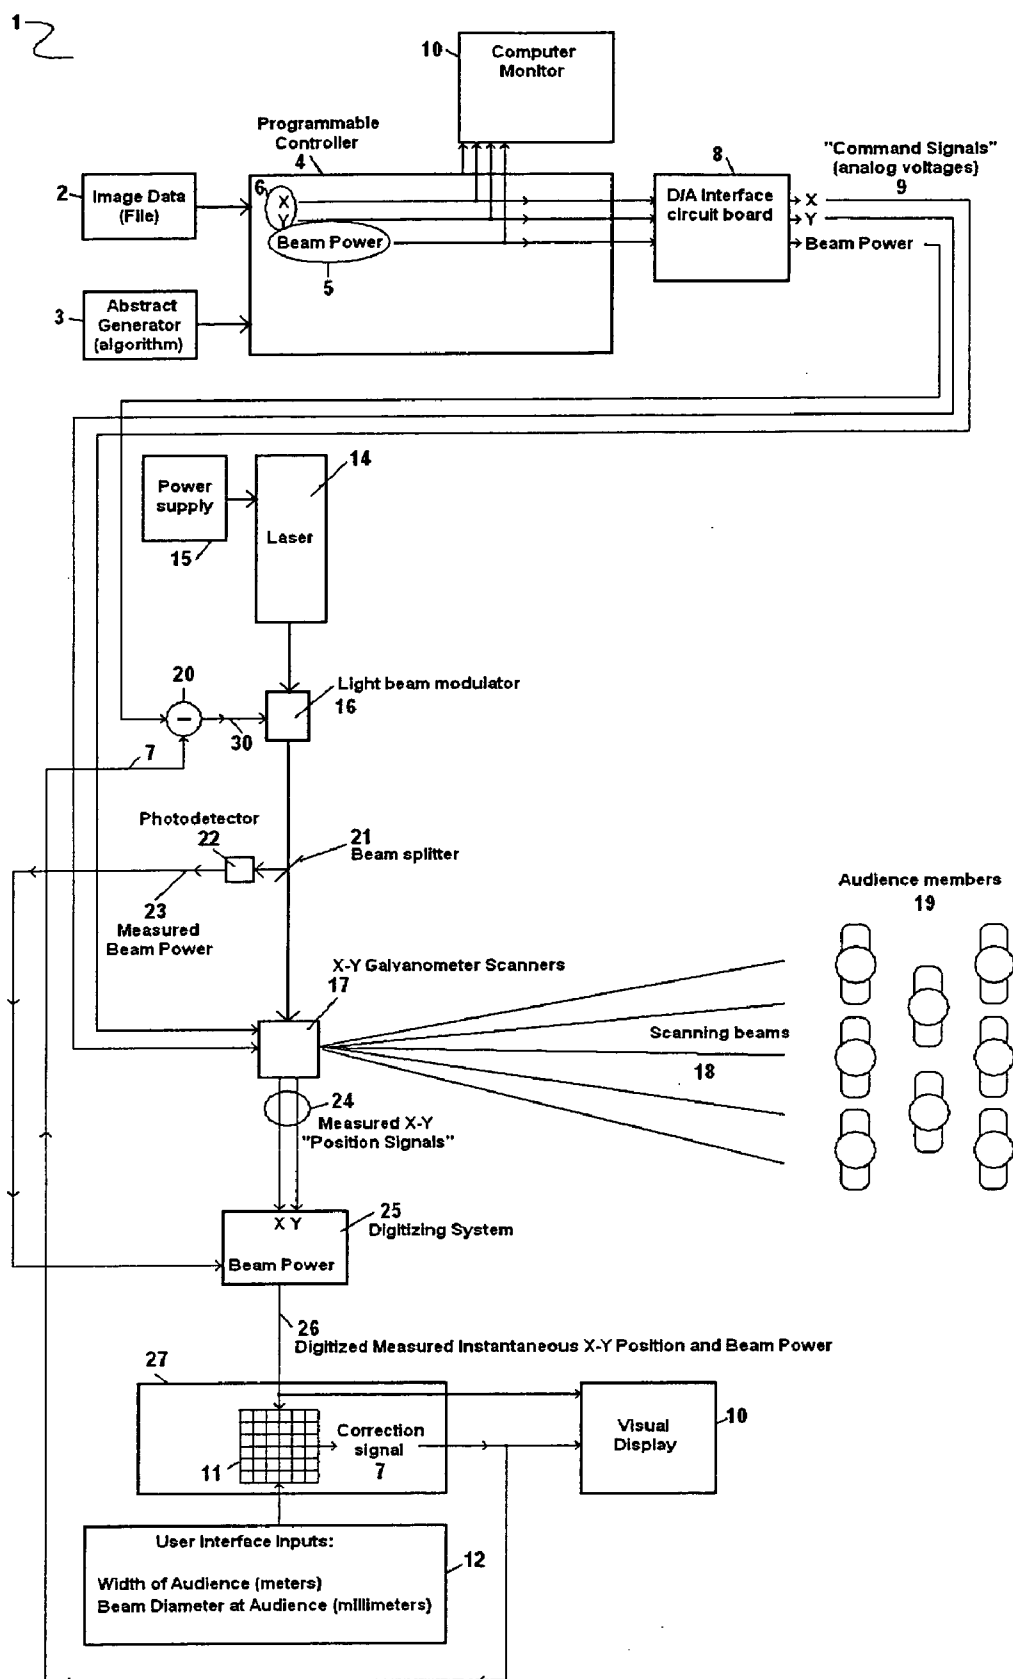 1
10
Computer
Monitor
Programmable
Controller
4
"Command Signals"
(analog voltages)
9
8
2
Image Data
(File)
6
X
Y
Beam Power
5
D/A Interface
circuit board
X
Y
Beam Power
3
Abstract
Generator
(algorithm)
14
Power
supply
15
Laser
20
–
30
Light beam modulator
16
7
Photodetector
22
21
Beam splitter
23
Measured
Beam Power
Audience members
19
X-Y Galvanometer Scanners
17
Scanning beams
18
24
Measured X-Y
"Position Signals"
X Y
Beam Power
25
Digitizing System
26
Digitized Measured Instantaneous X-Y Position and Beam Power
27
11
Correction
signal
7
Visual
Display
10
User Interface Inputs:
Width of Audience (meters)
Beam Diameter at Audience (millimeters)
12